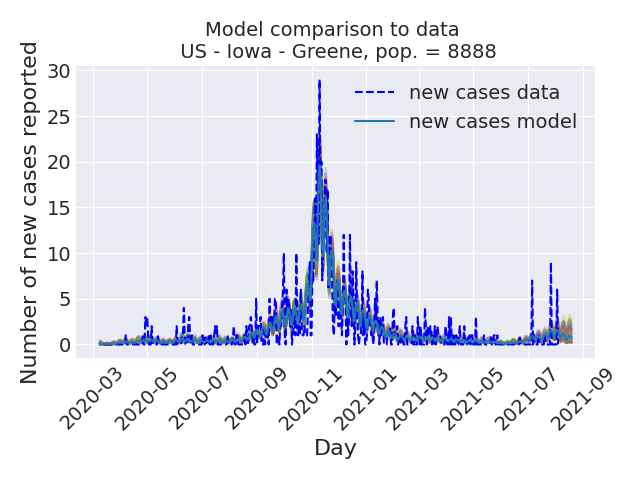 Model comparison to data
US - Iowa - Greene, pop. = 8888
Number of new cases reported
30
25
20
15
10
5
0
new cases data
new cases model
2020-03
2020-05
2020-07
2020-09
2020-11
2021-01
2021-03
2021-05
2021-07
2021-09
Day